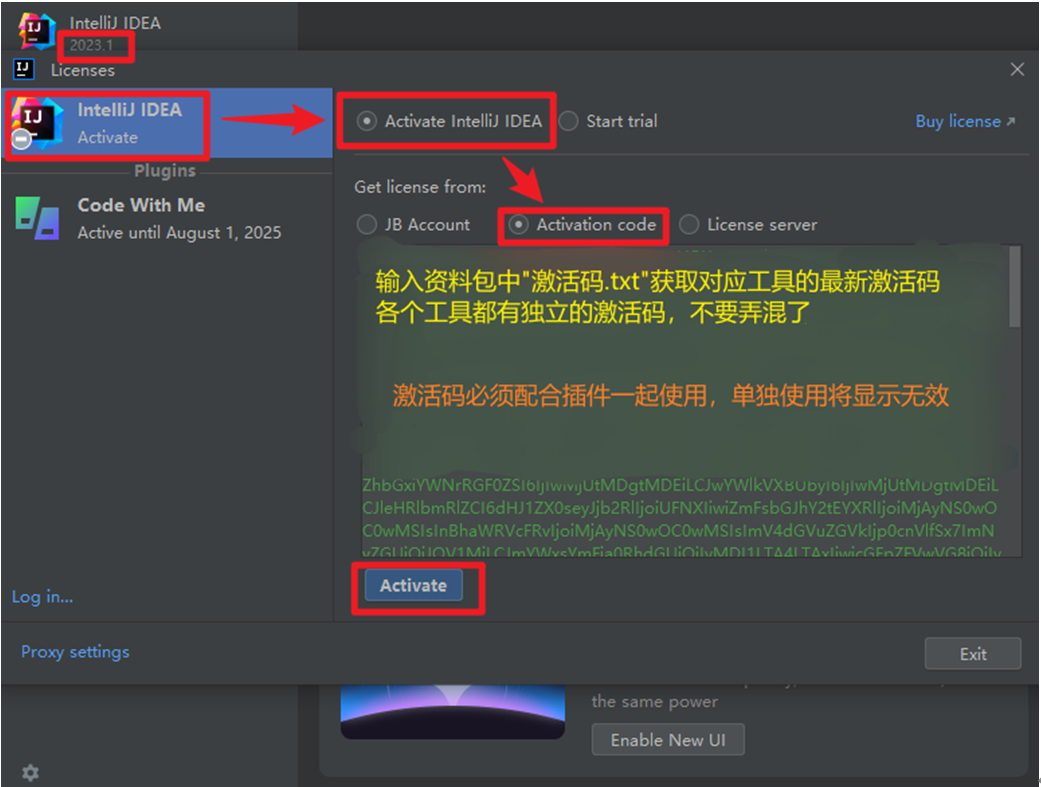 IntelliJ IDEA
2023.1
Licenses
IntelliJ IDEA
Activate
Plugins
Code With Me
Active until August 1, 2025
Log in...
Proxy settings
Activate IntelliJ IDEA
Start trial
Buy license
Get license from:
JB Account
Activation code
License server
输入资料包中"激活码.txt"获取对应工具的最新激活码
各个工具都有独立的激活码，不要弄混了
激活码必须配合插件一起使用，单独使用将显示无效
Activate
Exit
the same power
Enable New UI